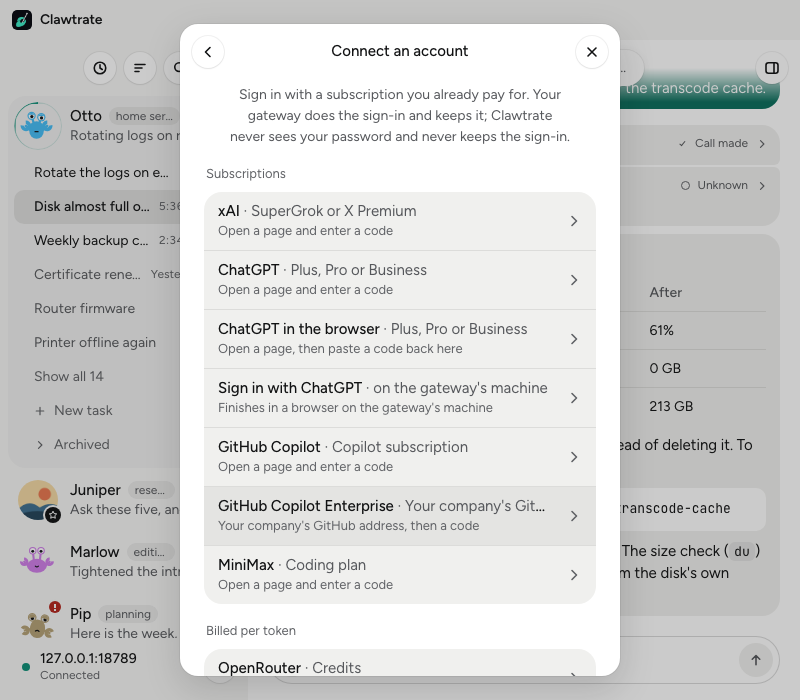 Clawtrate
Otto
home ser...
Rotating logs on r
Rotate the logs on e...
Disk almost full o...
5:36
Weekly backup c...
2:34
Certificate rene...
Yeste
Router firmware
Printer offline again
Show all 14
New task
Archived
Juniper
rese...
Ask these five, an
Marlow
editi...
Tightened the intr
Pip
planning
Here is the week.
127.0.0.1:18789
Connected
Connect an account
Sign in with a subscription you already pay for. Your
gateway does the sign-in and keeps it; Clawtrate
never sees your password and never keeps the sign-in.
Subscriptions
xAI · SuperGrok or X Premium
Open a page and enter a code
ChatGPT · Plus, Pro or Business
Open a page and enter a code
ChatGPT in the browser · Plus, Pro or Business
Open a page, then paste a code back here
Sign in with ChatGPT · on the gateway's machine
Finishes in a browser on the gateway's machine
GitHub Copilot · Copilot subscription
Open a page and enter a code
GitHub Copilot Enterprise · Your company's Git...
Your company's GitHub address, then a code
MiniMax · Coding plan
Open a page and enter a code
Billed per token
OpenRouter · Credits
the transcode cache.
Call made
Unknown
After
61%
0 GB
213 GB
ead of deleting it. To
transcode-cache
The size check ( du )
m the disk's own